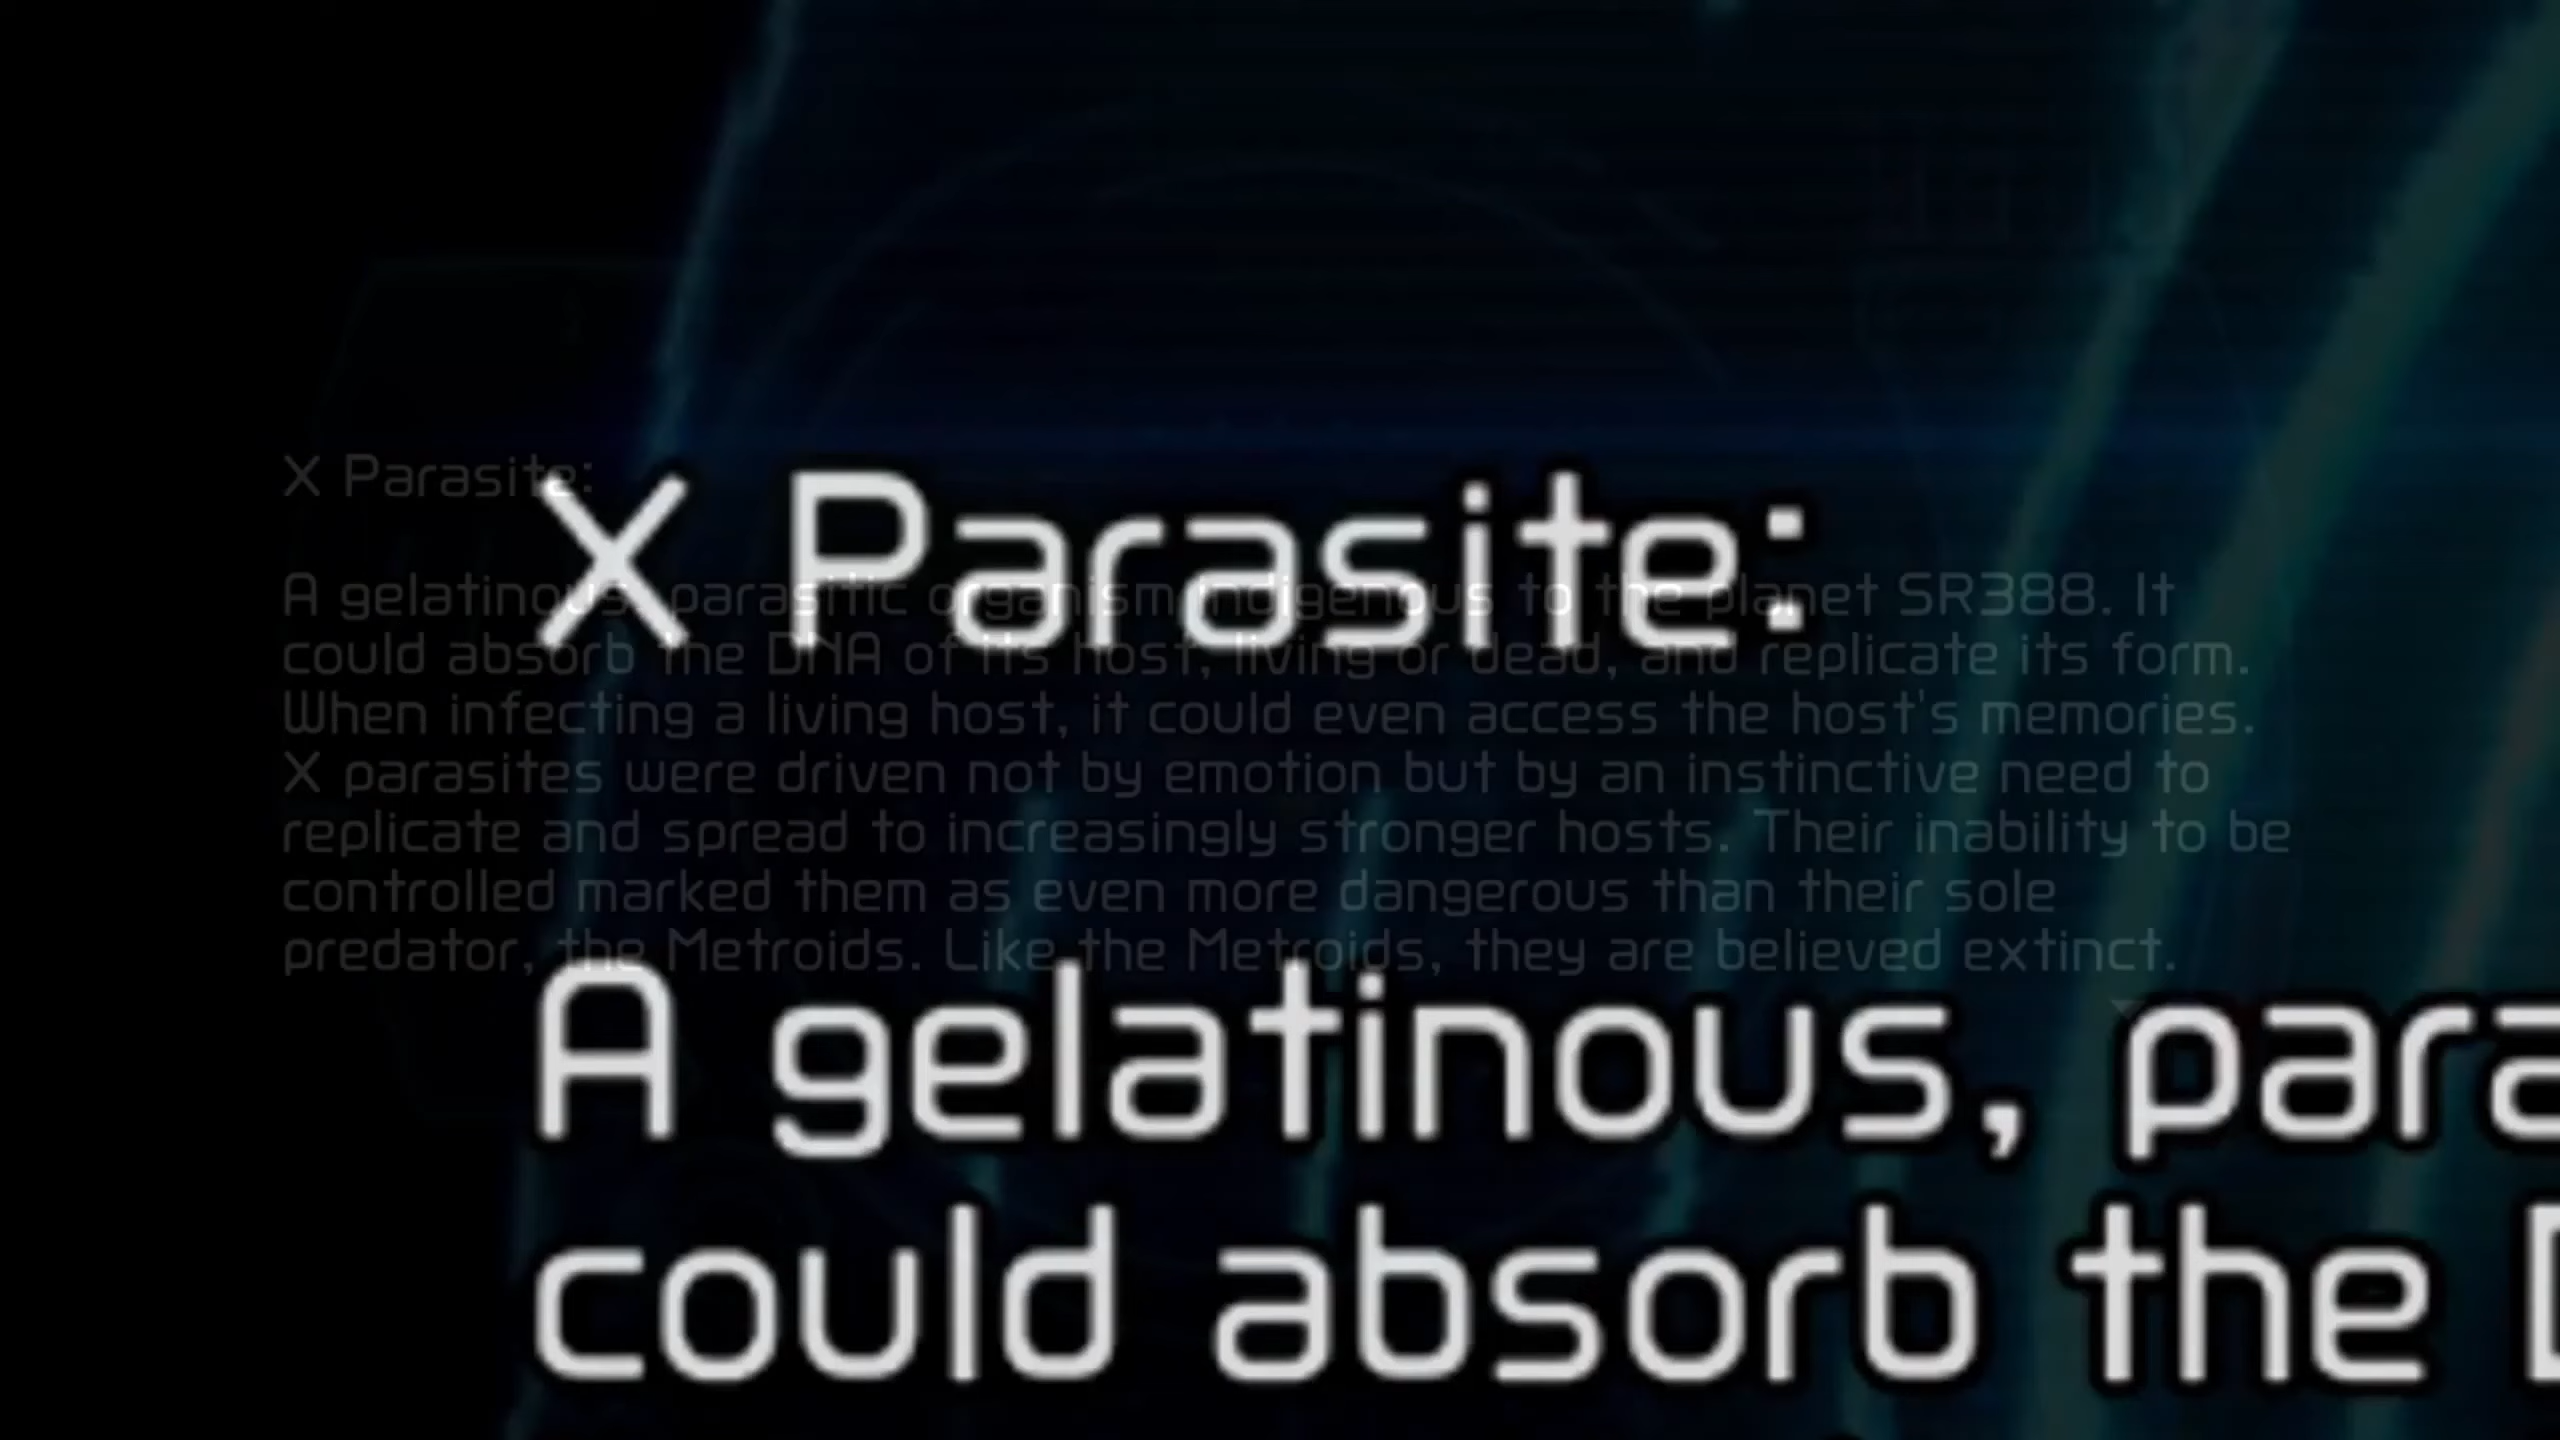 X Parasite:
A gelatinous, parasitic organism indigenous to the planet SR388. It
could absorb the DNA of its host, living or dead, and replicate its form.
When infecting a living host, it could even access the host's memories.
X parasites were driven not by emotion but by an instinctive need to
replicate and spread to increasingly stronger hosts. Their inability to be
controlled marked them as even more dangerous than their sole
predator, the Metroids. Like the Metroids, they are believed extinct.
X Parasite:
A gelatinous, para
could absorb the D